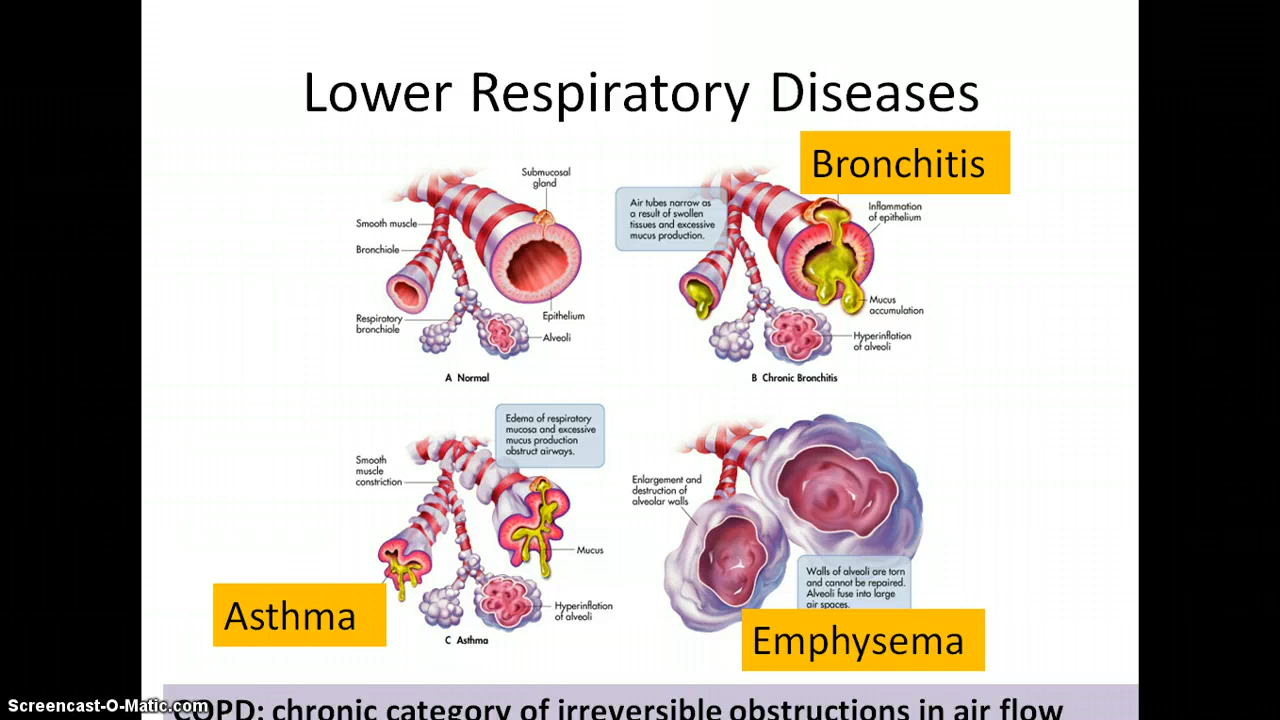 Lower Respiratory Diseases
Bronchitis
Submucosal
gland
Smooth muscle
Bronchiole
Respiratory
bronchiole
Epithelium
Alveoli
A Normal
Air tubes narrow as
a result of swollen
tissues and excessive
mucus production.
Inflammation
of epithelium
Mucus
accumulation
Hyperinflation
of alveoli
B Chronic Bronchitis
Edema of respiratory
mucosa and excessive
mucus production
obstruct airways.
Smooth
muscle
constriction
Mucus
Hyperinflation
of alveoli
C Asthma
Asthma
Enlargement and
destruction of
alveolar walls
Walls of alveoli are torn
and cannot be repaired.
Alveoli fuse into large
air spaces.
Emphysema
COPD: chronic category of irreversible obstructions in air flow
Screencast-O-Matic.com